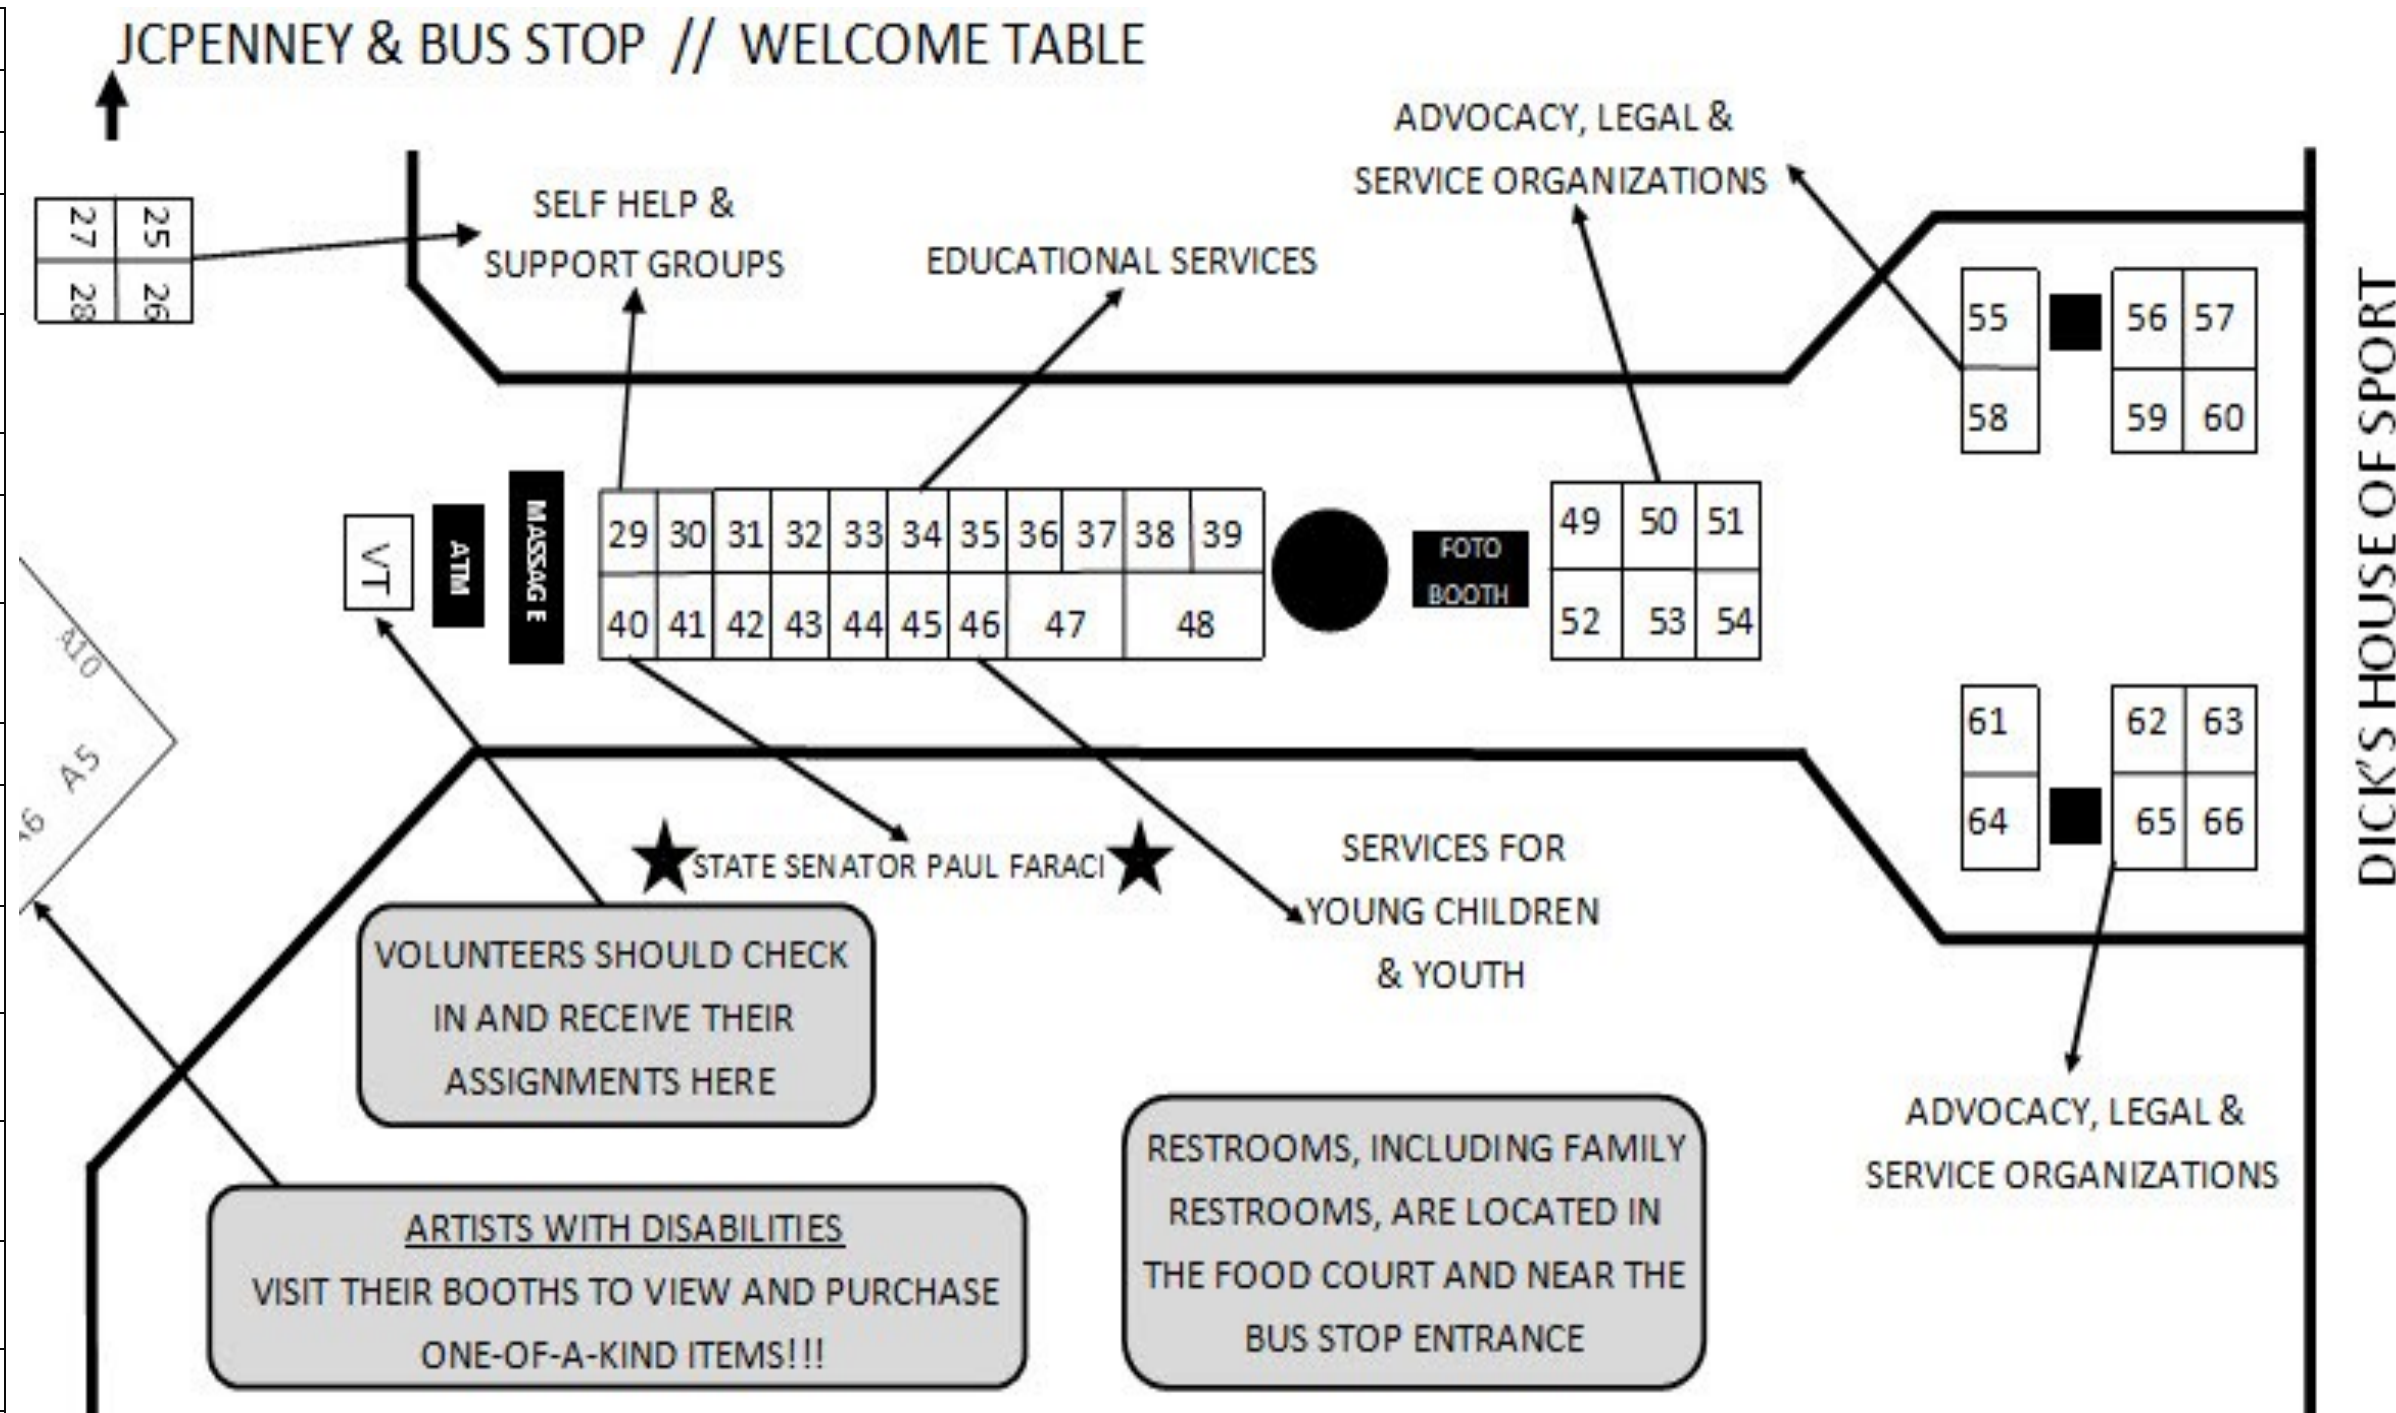 JCPENNEY & BUS STOP // WELCOME TABLE
ADVOCACY, LEGAL &
SERVICE ORGANIZATIONS
SELF HELP &
SUPPORT GROUPS
EDUCATIONAL SERVICES
27 25
28 26
55 56 57
58 59 60
DICK'S HOUSE OF SPORT
VT
ATM
MASSAGE
29 30 31 32 33 34 35 36 37 38 39
40 41 42 43 44 45 46 47 48
FOTO
BOOTH
49 50 51
52 53 54
A10
A5
61 62 63
64 65 66
STATE SENATOR PAUL FARACI
SERVICES FOR
YOUNG CHILDREN
& YOUTH
VOLUNTEERS SHOULD CHECK
IN AND RECEIVE THEIR
ASSIGNMENTS HERE
ADVOCACY, LEGAL &
SERVICE ORGANIZATIONS
RESTROOMS, INCLUDING FAMILY
RESTROOMS, ARE LOCATED IN
THE FOOD COURT AND NEAR THE
BUS STOP ENTRANCE
ARTISTS WITH DISABILITIES
VISIT THEIR BOOTHS TO VIEW AND PURCHASE
ONE-OF-A-KIND ITEMS!!!